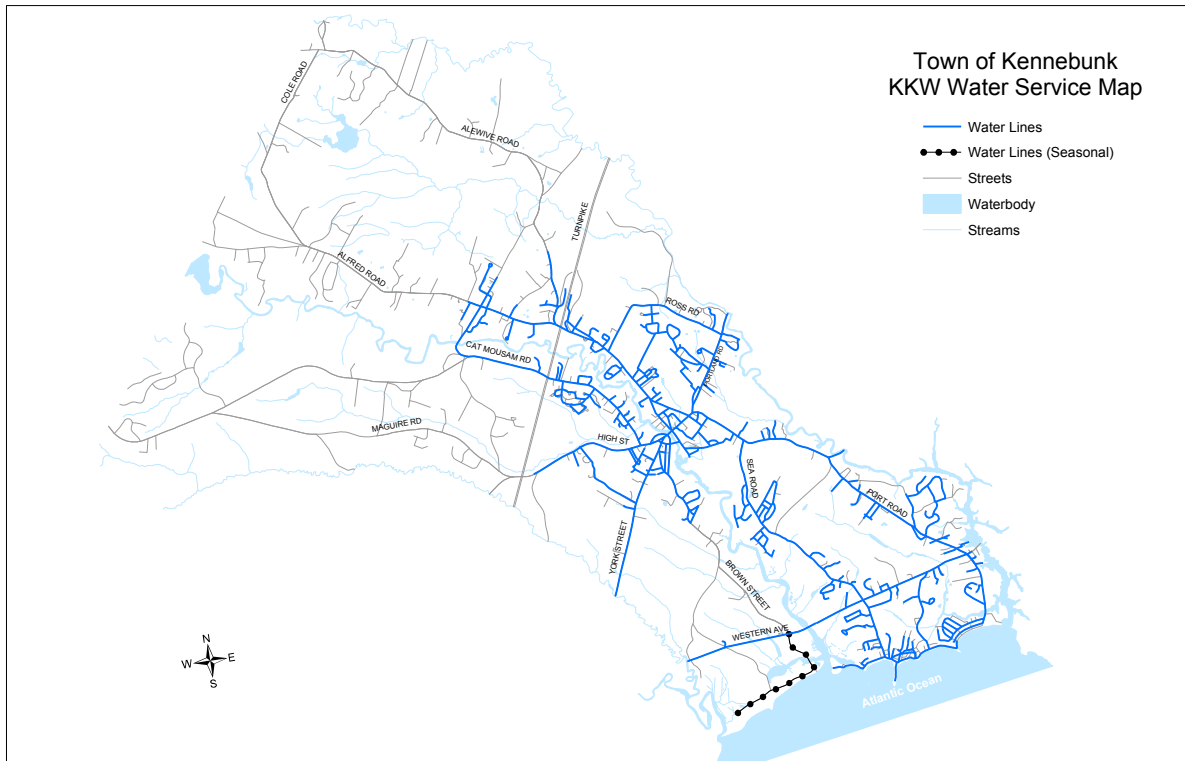 Town of Kennebunk
KKW Water Service Map
Water Lines
Water Lines (Seasonal)
Streets
Waterbody
Streams
COLE ROAD
ALEWIVE ROAD
TURNPIKE
ALFRED ROAD
ROSS RD
CAT MOUSAM RD
PORTLAND RD
MAGUIRE RD
HIGH ST
SEA ROAD
PORT ROAD
YORK STREET
BROWN STREET
WESTERN AVE
Atlantic Ocean
N
W
E
S